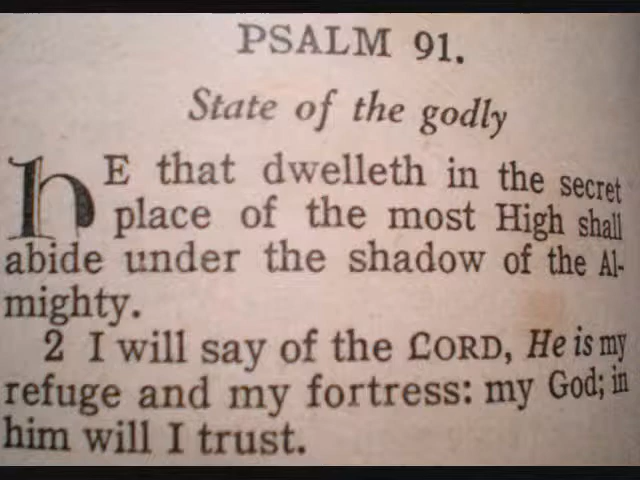 PSALM 91.
State of the godly
HE that dwelleth in the secret
place of the most High shall
abide under the shadow of the Al-
mighty.
2 I will say of the LORD, He is my
refuge and my fortress: my God; in
him will I trust.